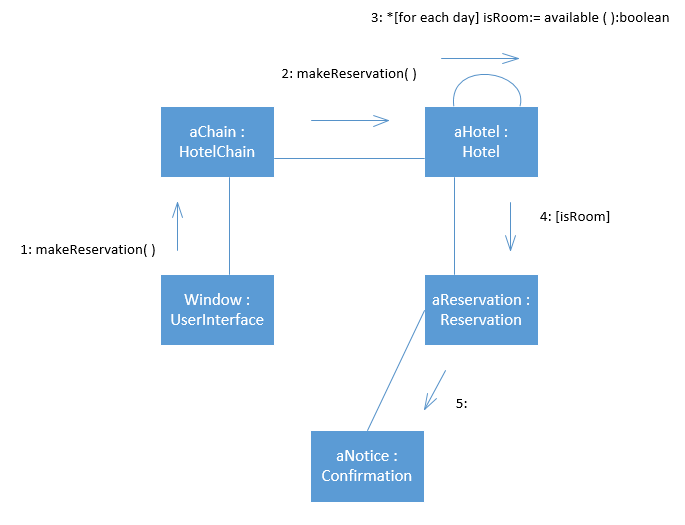 3: *[for each day] isRoom:= available ( ):boolean
2: makeReservation( )
aChain :
HotelChain
aHotel :
Hotel
4: [isRoom]
1: makeReservation( )
Window :
UserInterface
aReservation :
Reservation
5:
aNotice :
Confirmation